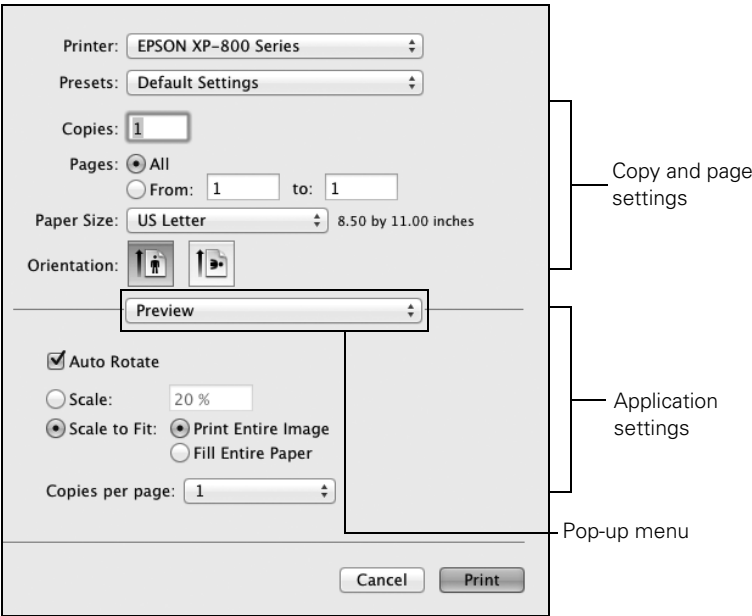 Printer: EPSON XP-800 Series
Presets: Default Settings
Copies: 1
Pages: All
From: 1 to: 1
Paper Size: US Letter 8.50 by 11.00 inches
Orientation:
Copy and page
settings
Preview
Auto Rotate
Scale: 20 %
Scale to Fit: Print Entire Image
Fill Entire Paper
Copies per page: 1
Application
settings
Pop-up menu
Cancel Print